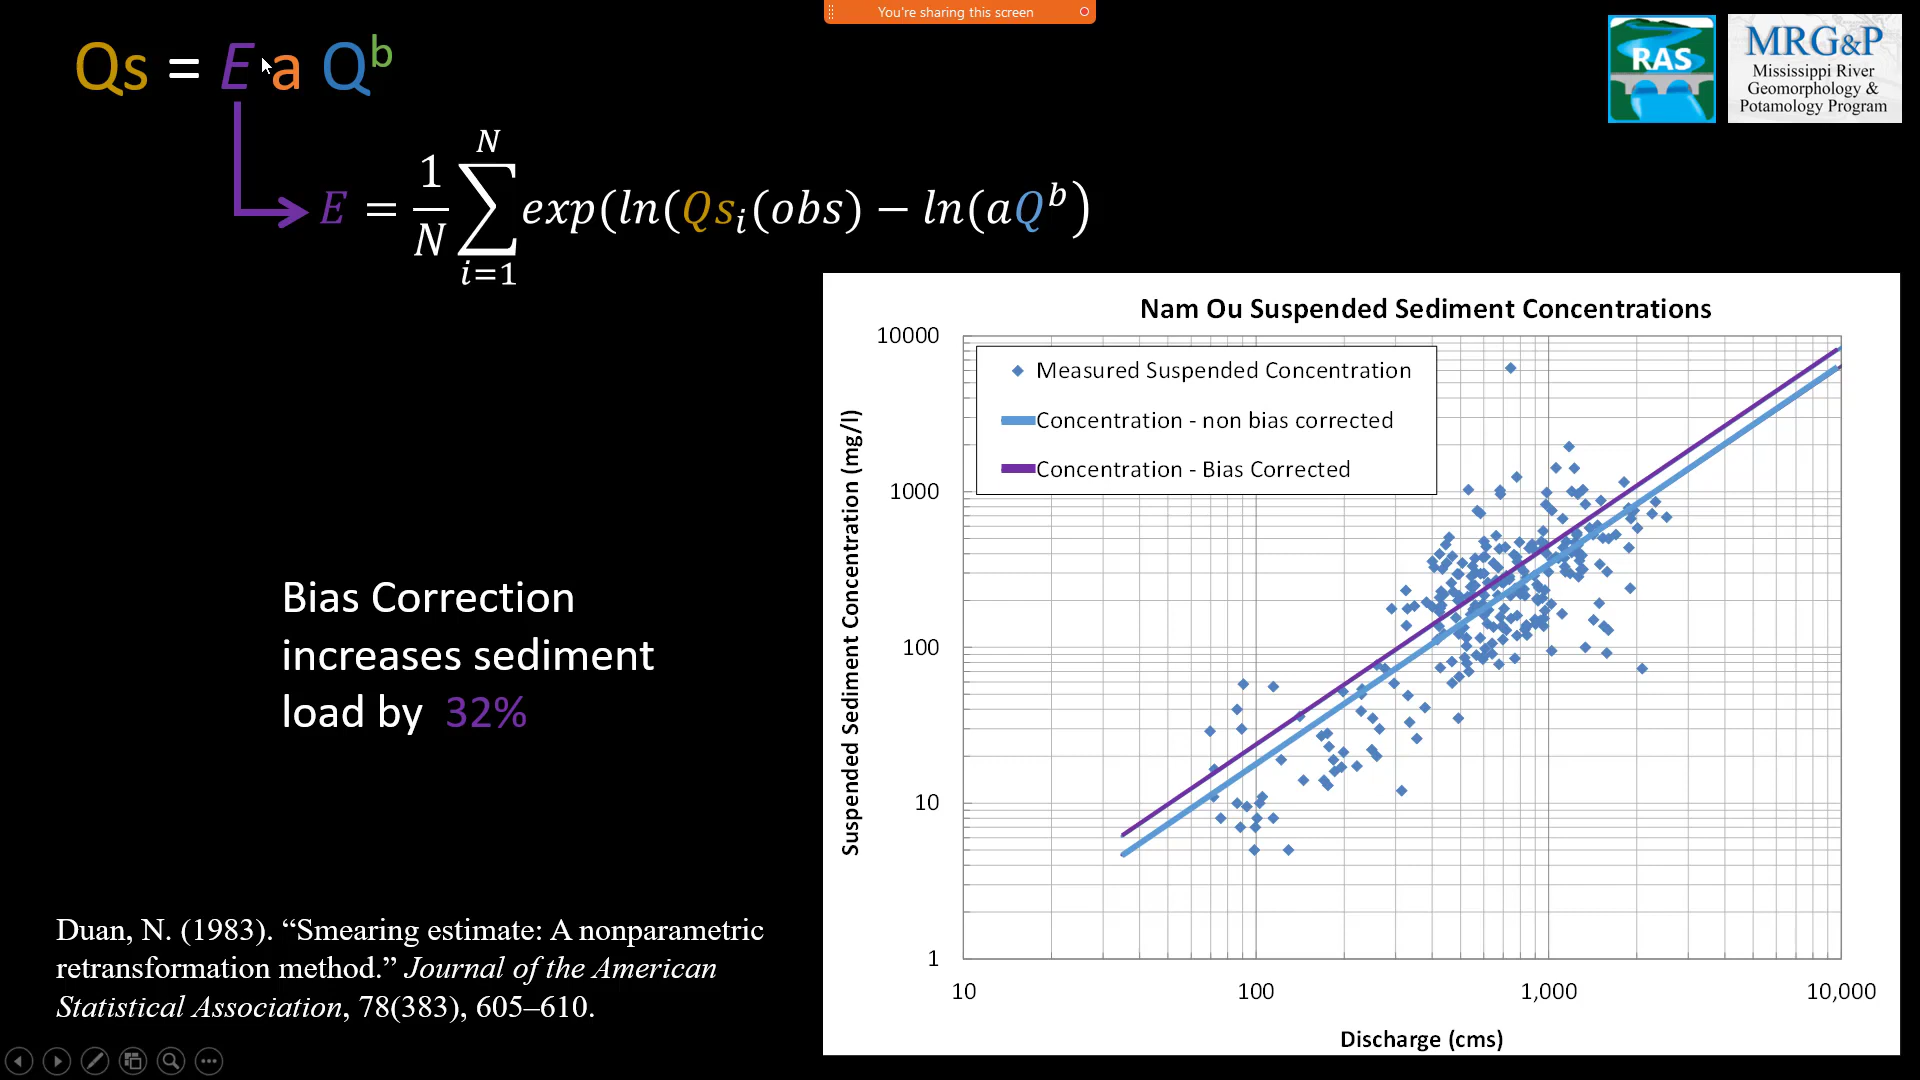 You're sharing this screen
Qs = E a Q^b
RAS
MRG&P
Mississippi River
Geomorphology &
Potamology Program
E = 1/N ∑_{i=1}^{N} exp(ln(Qs_i(obs) − ln(aQ^b)
Bias Correction
increases sediment
load by 32%
Duan, N. (1983). “Smearing estimate: A nonparametric
retransformation method.” Journal of the American
Statistical Association, 78(383), 605–610.
Nam Ou Suspended Sediment Concentrations
Measured Suspended Concentration
Concentration - non bias corrected
Concentration - Bias Corrected
Suspended Sediment Concentration (mg/l)
10000
1000
100
10
1
10 100 1,000 10,000
Discharge (cms)